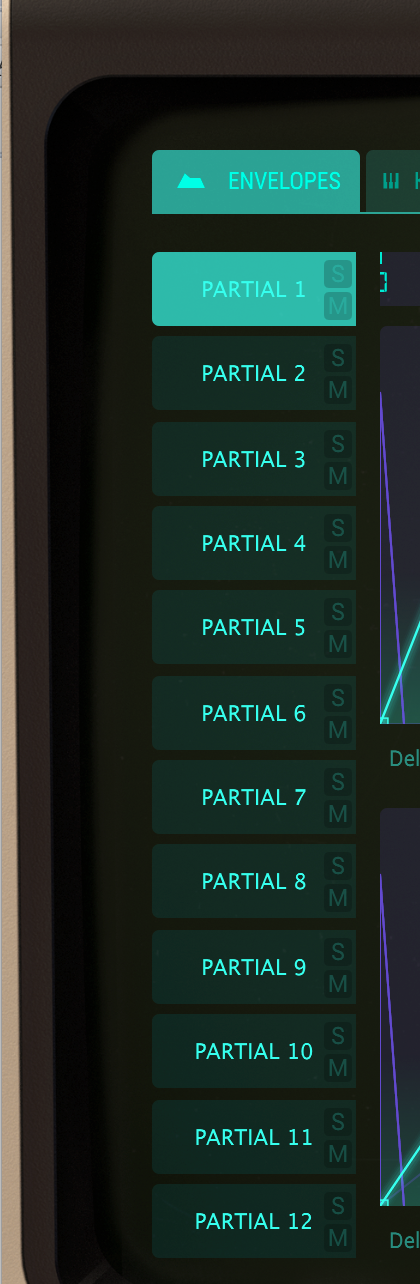 ENVELOPES
PARTIAL 1
S
M
PARTIAL 2
S
M
PARTIAL 3
S
M
PARTIAL 4
S
M
PARTIAL 5
S
M
PARTIAL 6
S
M
PARTIAL 7
S
M
PARTIAL 8
S
M
PARTIAL 9
S
M
PARTIAL 10
S
M
PARTIAL 11
S
M
PARTIAL 12
S
M
Del
Del